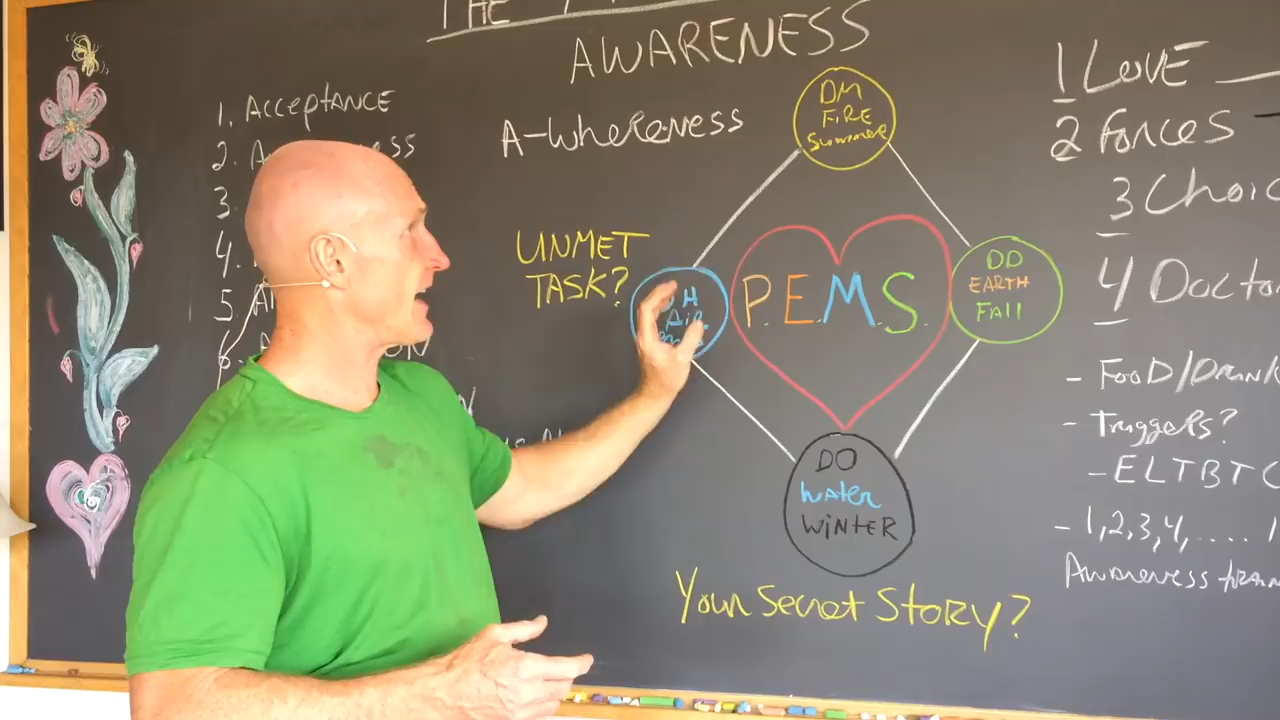 THE
AWARENESS
A-whereness
1. Acceptance
2.
3.
4.
5.
6.
UNMET
TASK?
DM
FIRE
Summer
H
Air
P.E.M.S.
DD
EARTH
FAll
DO
WATER
WINTER
Your Secret Story?
1 Love
2 Forces
3
4
- FooD/Drink
- Triggers?
- ELTBT
- 1,2,3,4, ....
Awareness